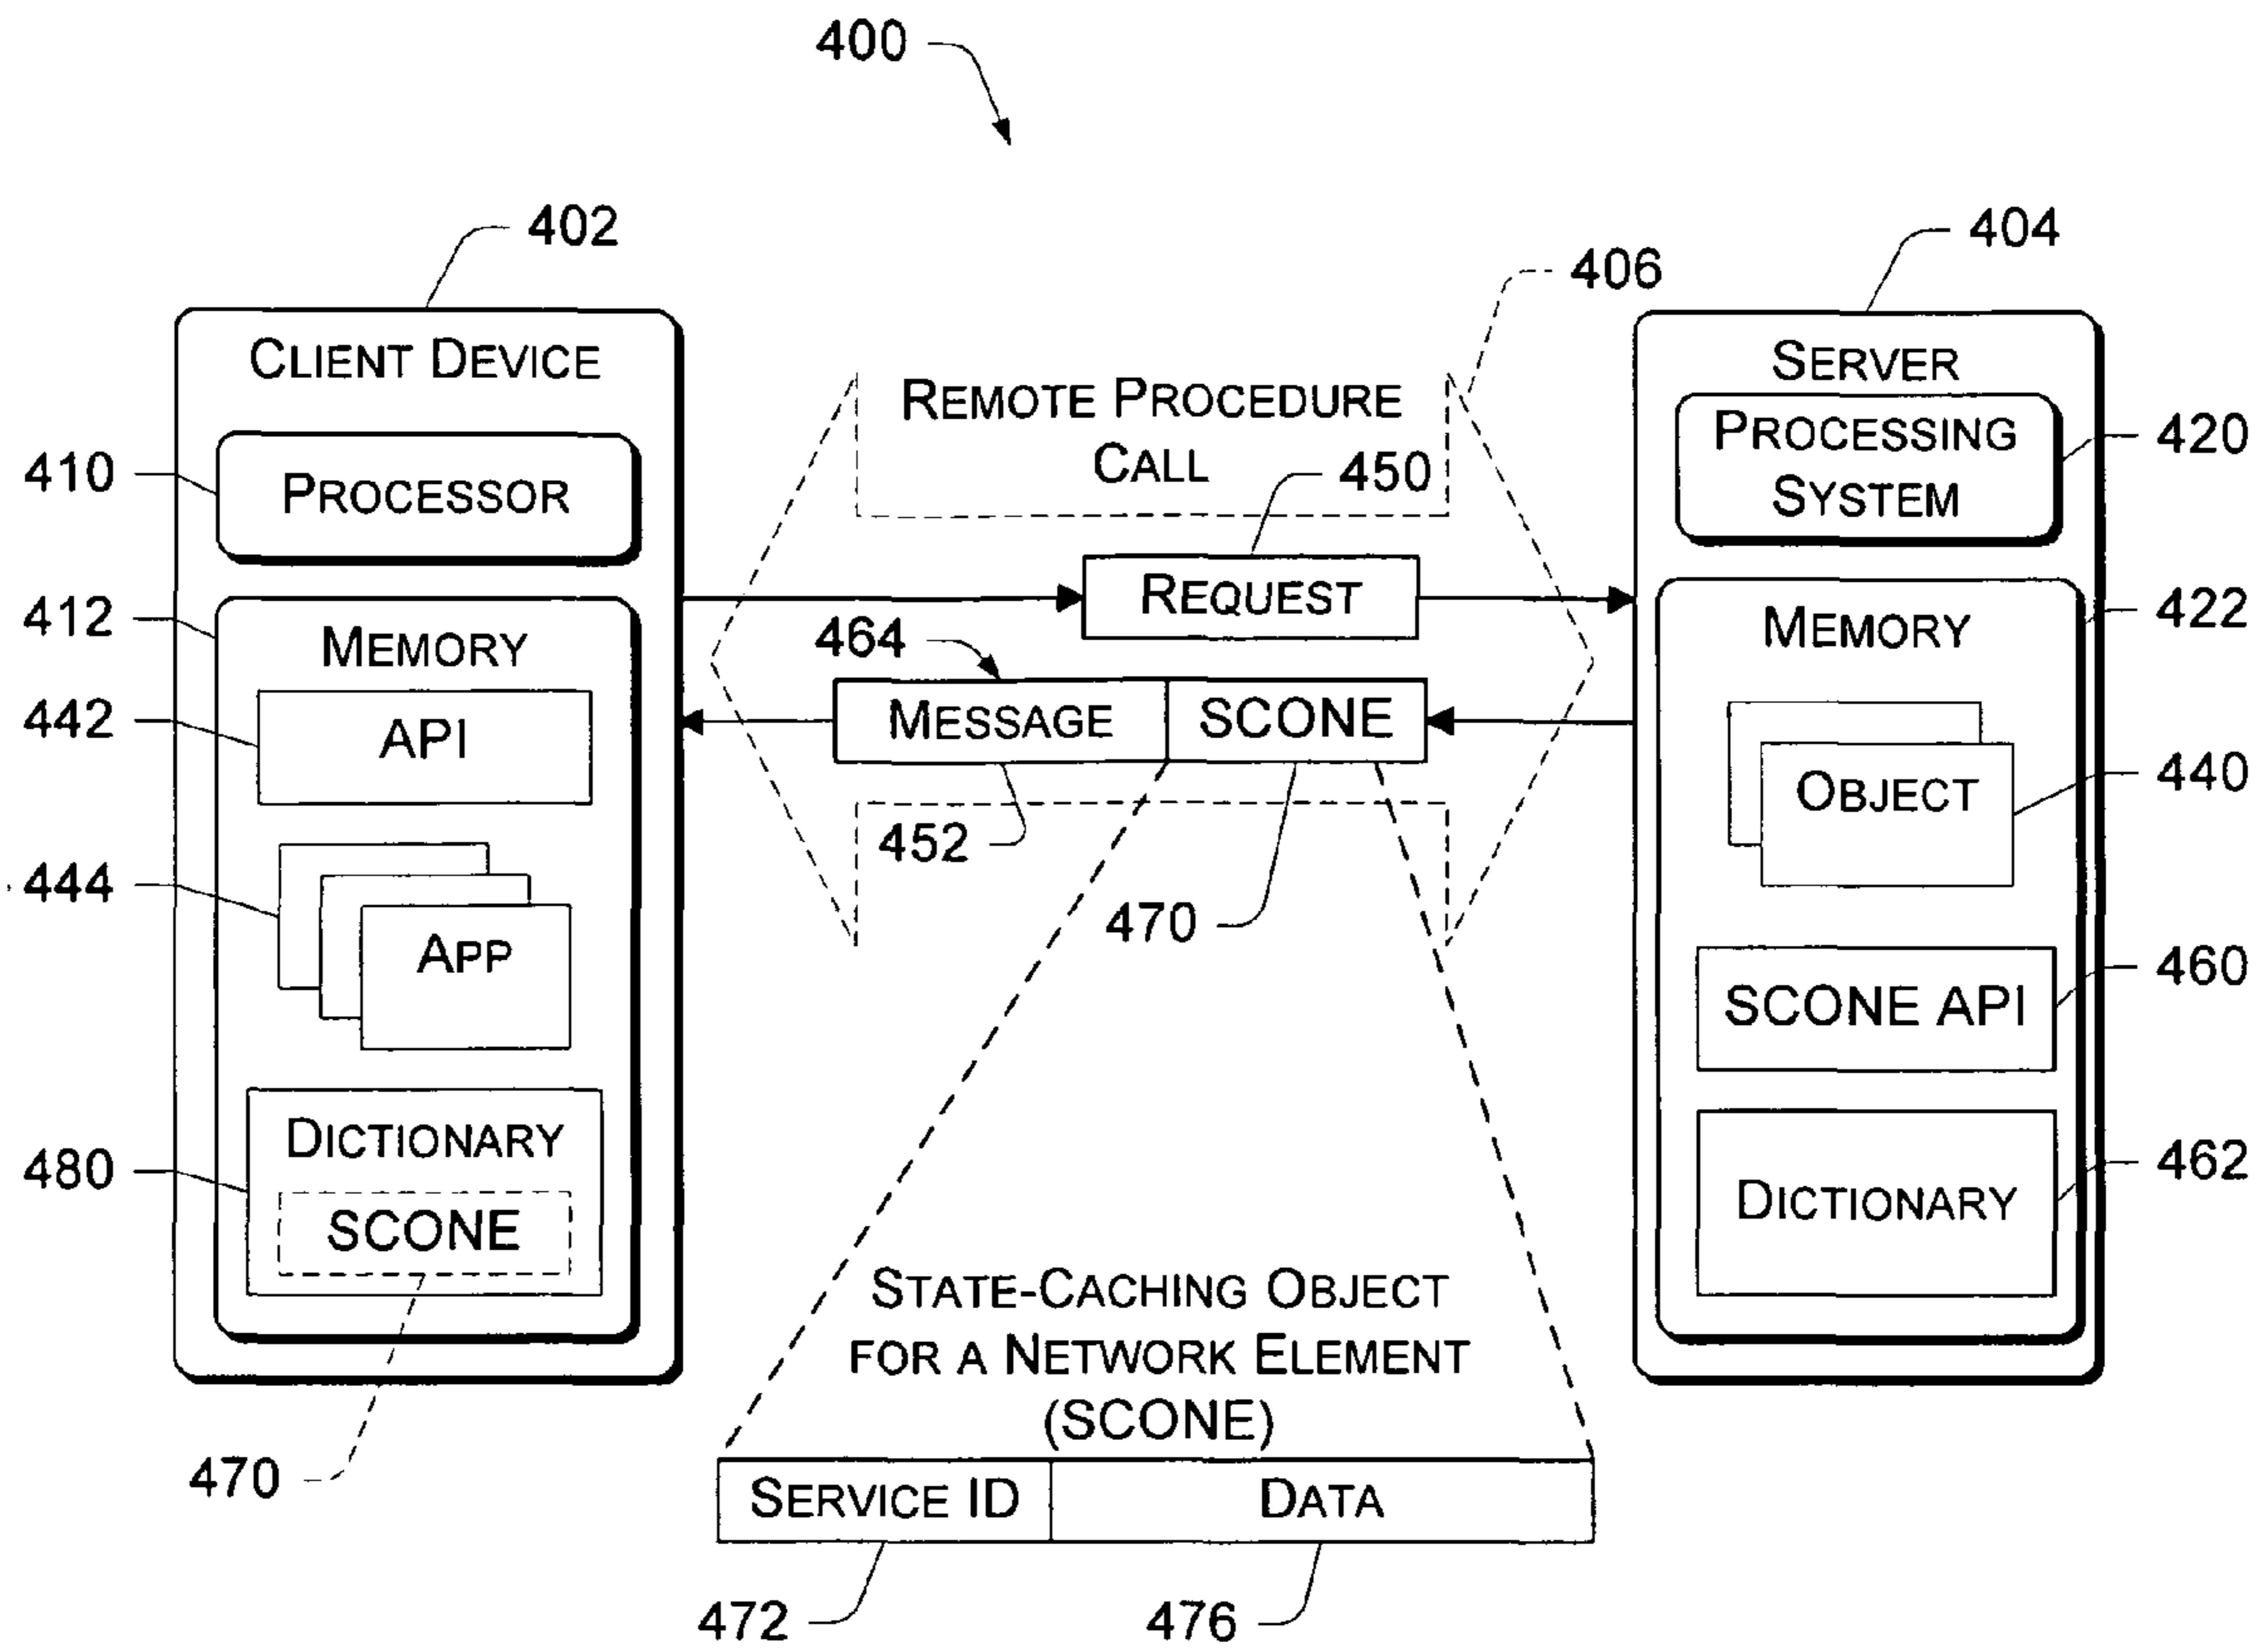 400
402
404
406
CLIENT DEVICE
410
PROCESSOR
412
MEMORY
442
API
444
APP
480
DICTIONARY
SCONE
470
REMOTE PROCEDURE
CALL
450
REQUEST
464
MESSAGE
SCONE
452
470
STATE-CACHING OBJECT
FOR A NETWORK ELEMENT
(SCONE)
SERVICE ID
DATA
472
476
SERVER
PROCESSING
SYSTEM
420
MEMORY
422
OBJECT
440
SCONE API
460
DICTIONARY
462